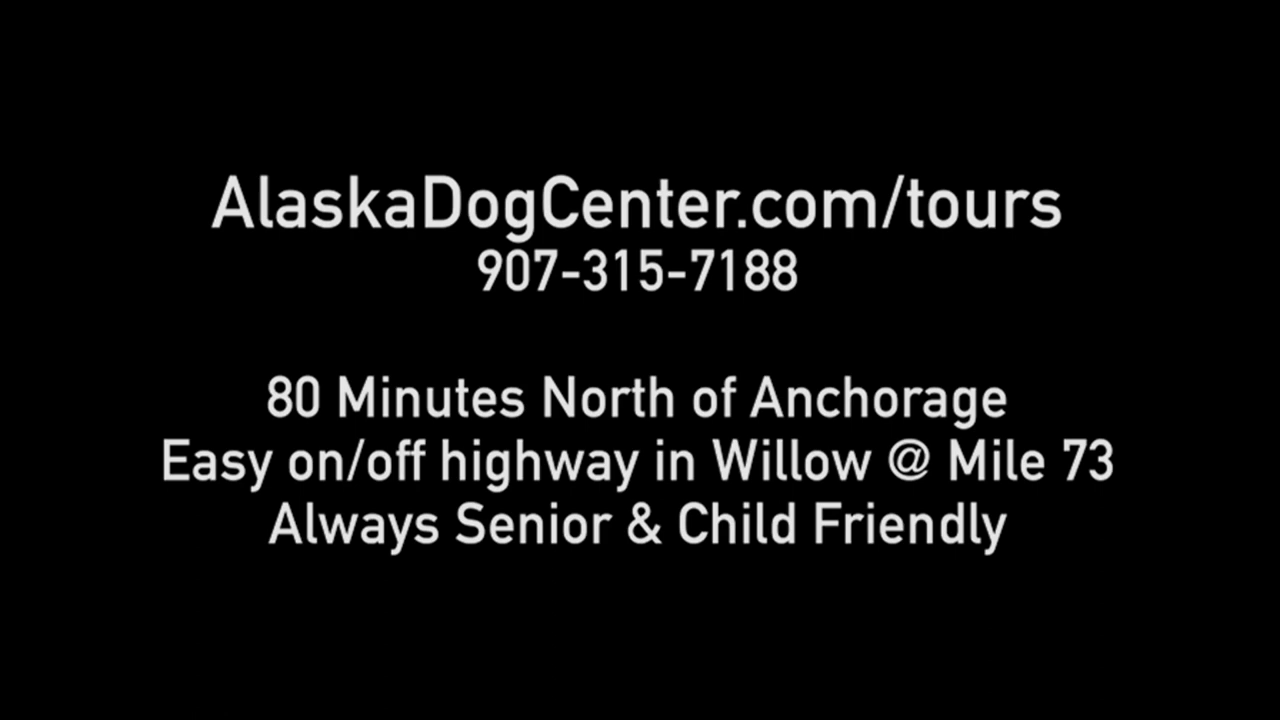 AlaskaDogCenter.com/tours
907-315-7188
80 Minutes North of Anchorage
Easy on/off highway in Willow @ Mile 73
Always Senior & Child Friendly